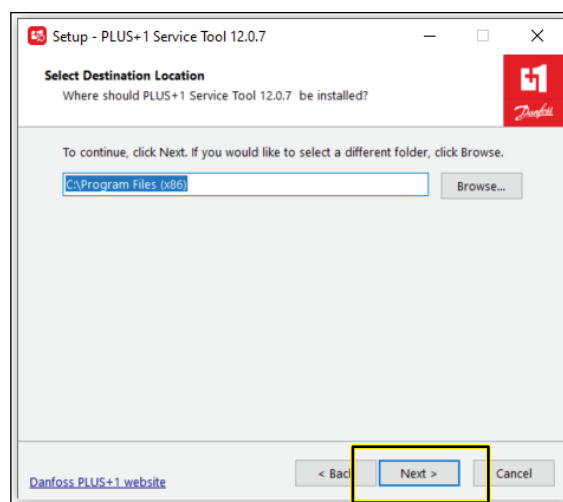 Setup - PLUS+1 Service Tool 12.0.7
Select Destination Location
Where should PLUS+1 Service Tool 12.0.7 be installed?
Danfoss
To continue, click Next. If you would like to select a different folder, click Browse.
C:\Program Files (x86)
Browse...
Danfoss PLUS+1 website
< Bac
Next >
Cancel